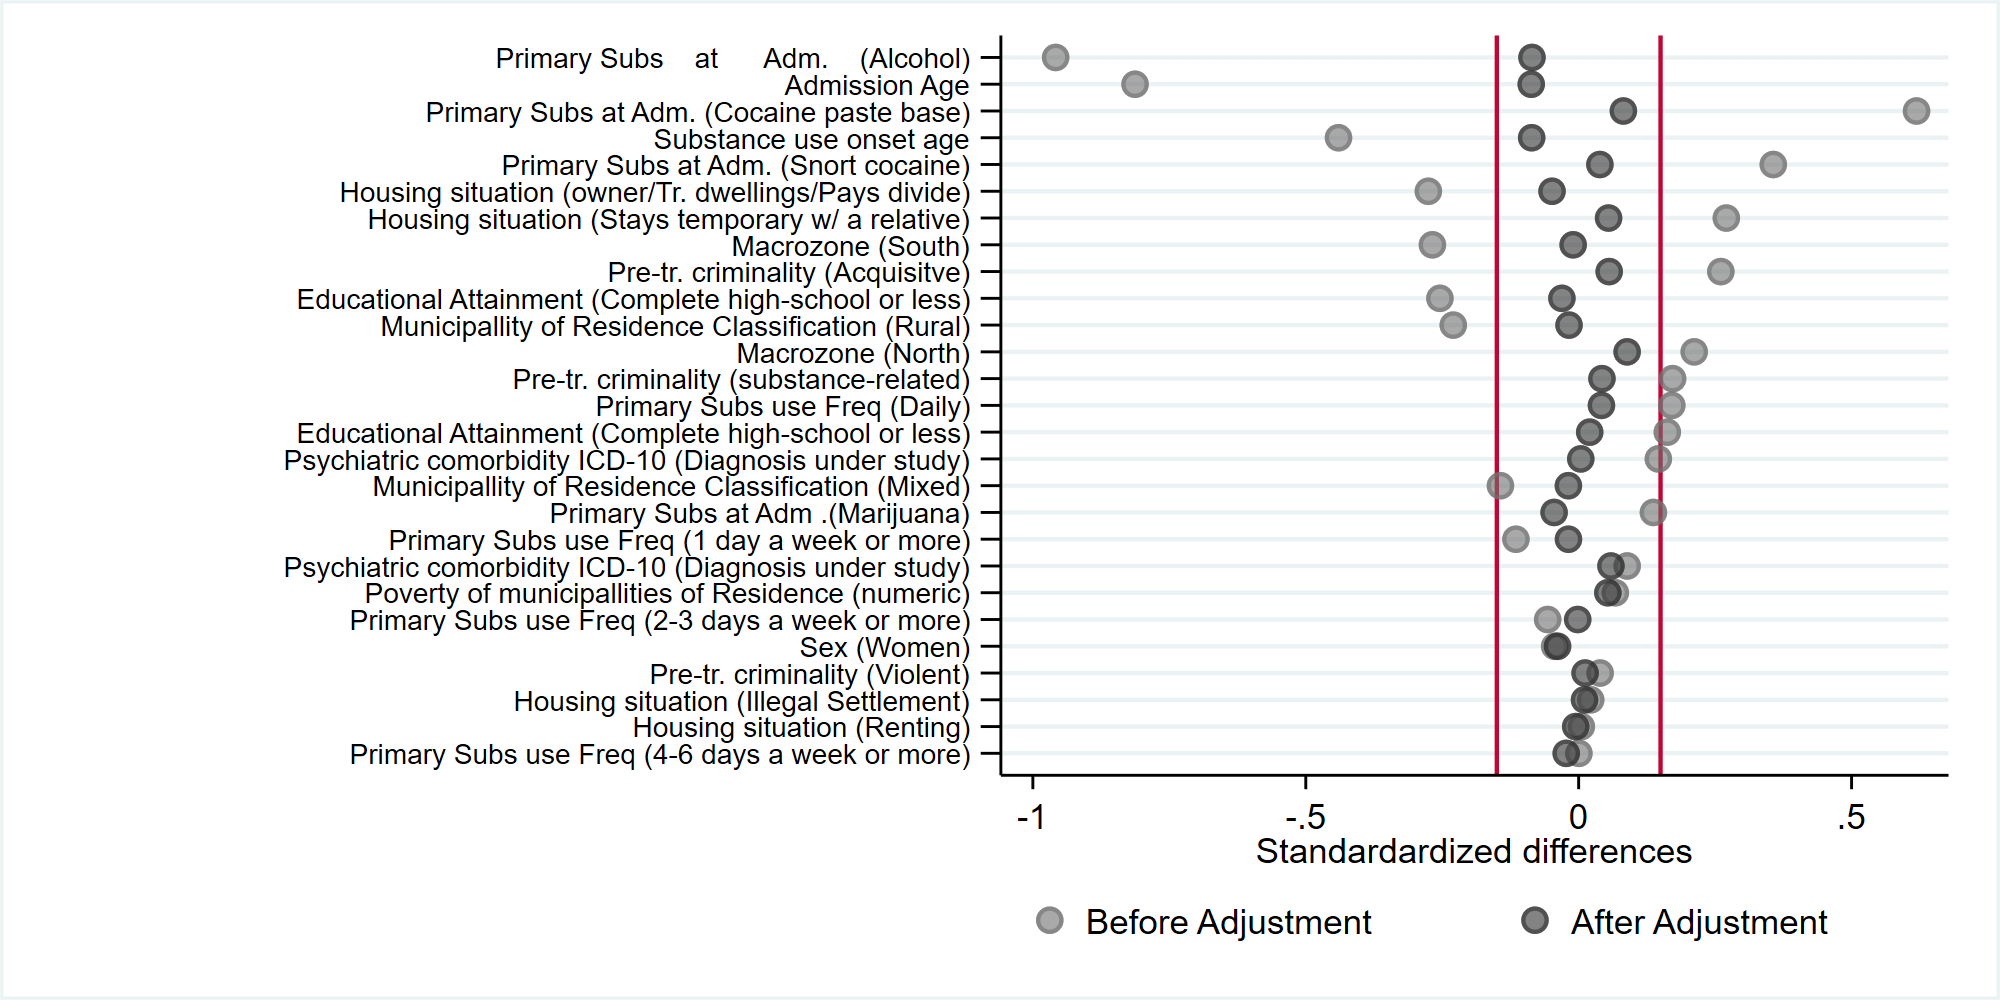 Primary Subs at Adm. (Alcohol)
Admission Age
Primary Subs at Adm. (Cocaine paste base)
Substance use onset age
Primary Subs at Adm. (Snort cocaine)
Housing situation (owner/Tr. dwellings/Pays divide)
Housing situation (Stays temporary w/ a relative)
Macrozone (South)
Pre-tr. criminality (Acquisitve)
Educational Attainment (Complete high-school or less)
Municipallity of Residence Classification (Rural)
Macrozone (North)
Pre-tr. criminality (substance-related)
Primary Subs use Freq (Daily)
Educational Attainment (Complete high-school or less)
Psychiatric comorbidity ICD-10 (Diagnosis under study)
Municipallity of Residence Classification (Mixed)
Primary Subs at Adm .(Marijuana)
Primary Subs use Freq (1 day a week or more)
Psychiatric comorbidity ICD-10 (Diagnosis under study)
Poverty of municipallities of Residence (numeric)
Primary Subs use Freq (2-3 days a week or more)
Sex (Women)
Pre-tr. criminality (Violent)
Housing situation (Illegal Settlement)
Housing situation (Renting)
Primary Subs use Freq (4-6 days a week or more)
-1 -.5 0 .5
Standardardized differences
Before Adjustment After Adjustment